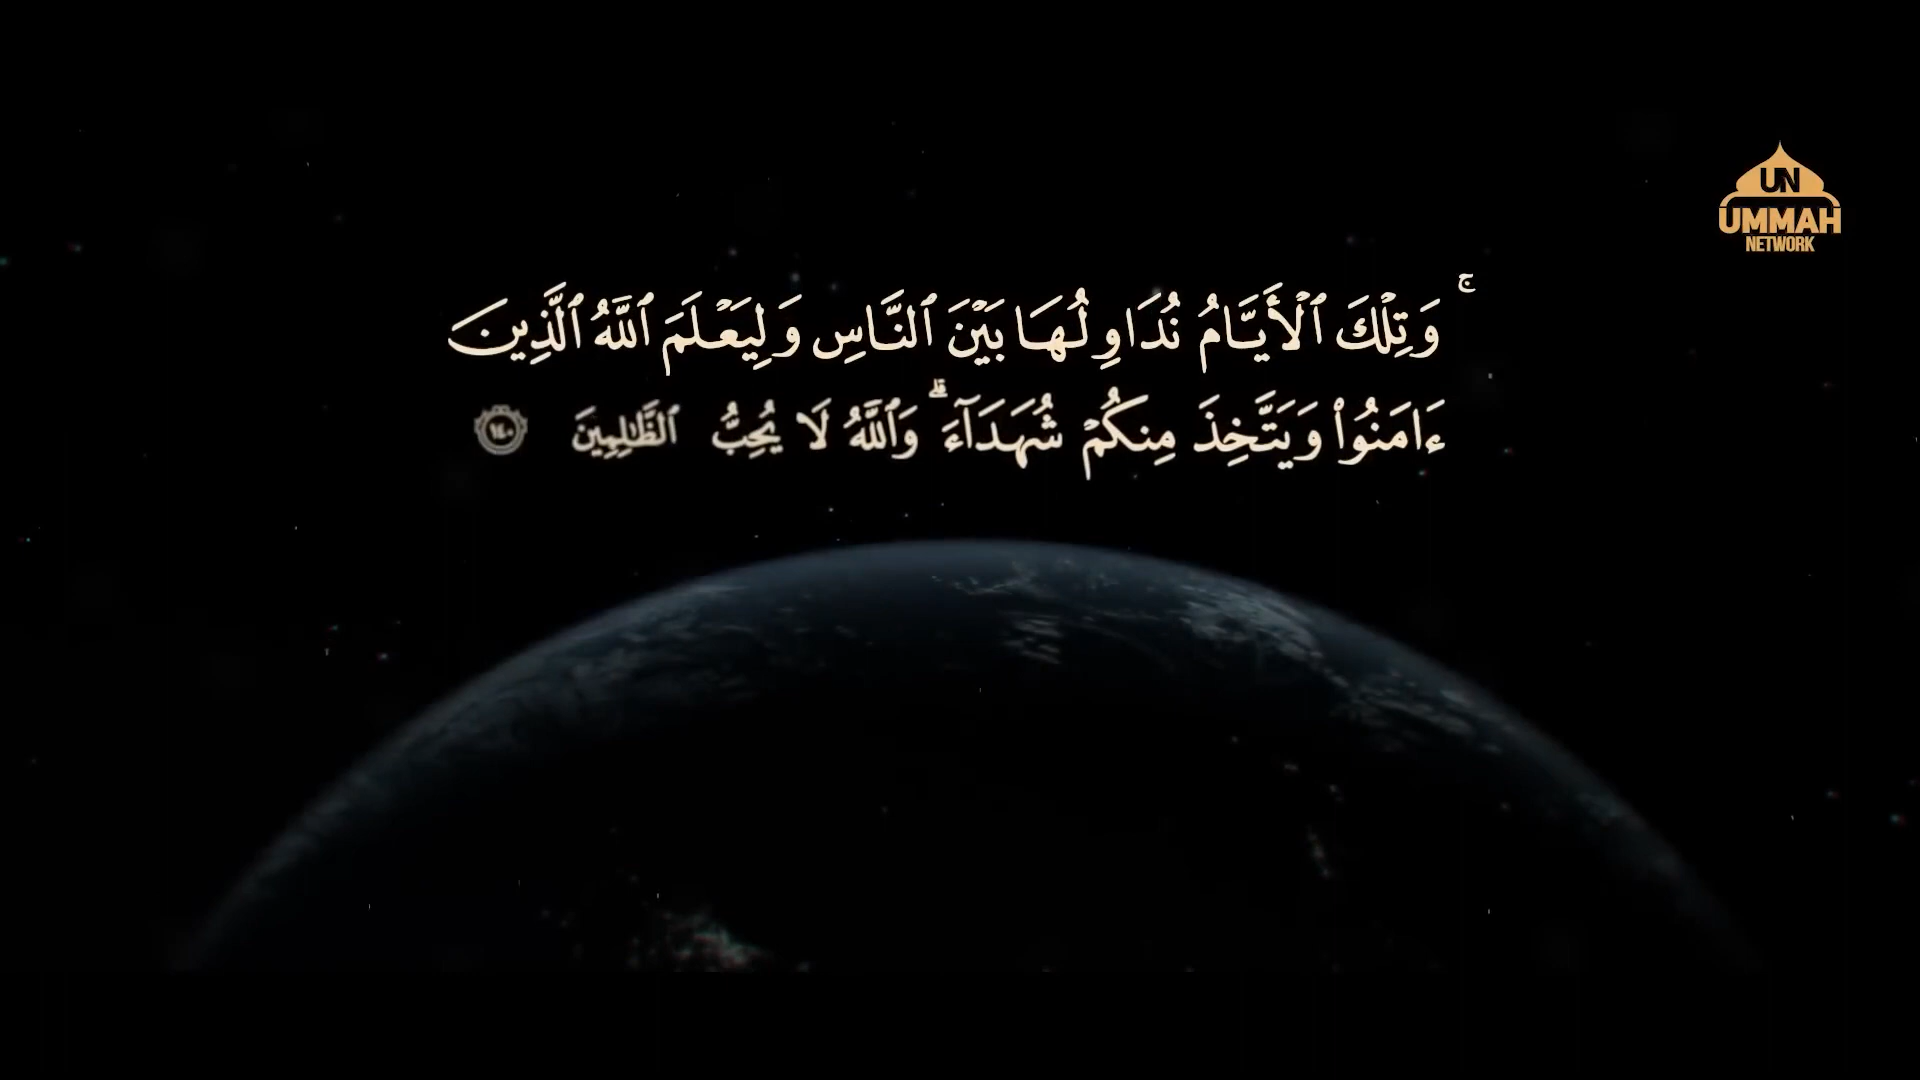 UN
UMMAH
NETWORK
ۚ وَتِلْكَ ٱلْأَيَّامُ نُدَاوِلُهَا بَيْنَ ٱلنَّاسِ وَلِيَعْلَمَ ٱللَّهُ ٱلَّذِينَ
ءَامَنُوا۟ وَيَتَّخِذَ مِنكُمْ شُهَدَآءَ ۗ وَٱللَّهُ لَا يُحِبُّ ٱلظَّـٰلِمِينَ ١٤٠